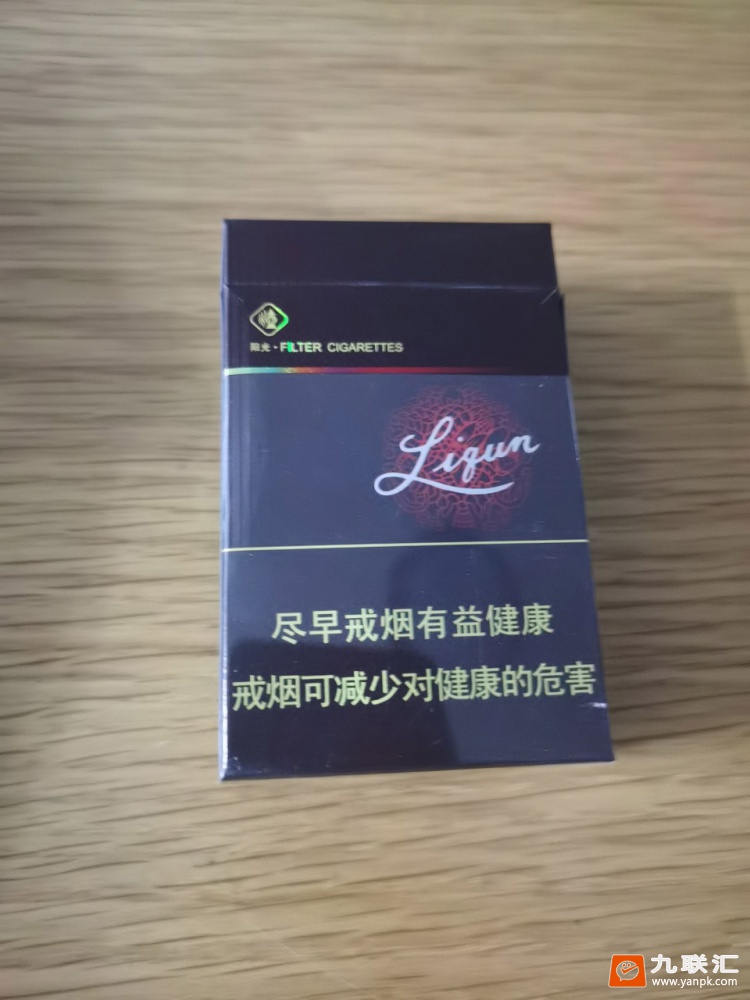 阳光·FILTER CIGARETTES
Liqun
尽早戒烟有益健康
戒烟可减少对健康的危害
九联汇
www.yanpk.com